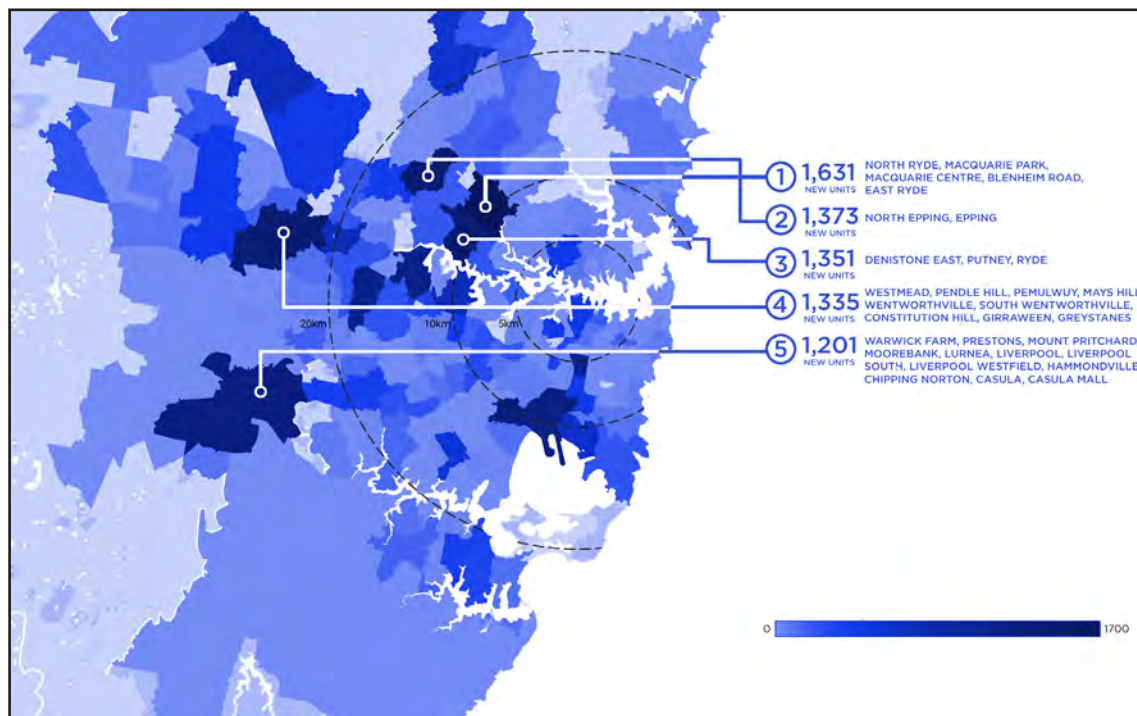 1 1,631 NEW UNITS
NORTH RYDE, MACQUARIE PARK,
MACQUARIE CENTRE, BLENHEIM ROAD,
EAST RYDE
2 1,373 NEW UNITS
NORTH EPPING, EPPING
3 1,351 NEW UNITS
DENISTONE EAST, PUTNEY, RYDE
4 1,335 NEW UNITS
WESTMEAD, PENDLE HILL, PEMULWUY, MAYS HILL
WENTWORTHVILLE, SOUTH WENTWORTHVILLE,
CONSTITUTION HILL, GIRRAWEEN, GREYSTANES
5 1,201 NEW UNITS
WARWICK FARM, PRESTONS, MOUNT PRITCHARD
MOOREBANK, LURNEA, LIVERPOOL, LIVERPOOL
SOUTH, LIVERPOOL WESTFIELD, HAMMONDVILLE
CHIPPING NORTON, CASULA, CASULA MALL
20km 10km 5km
0 1700